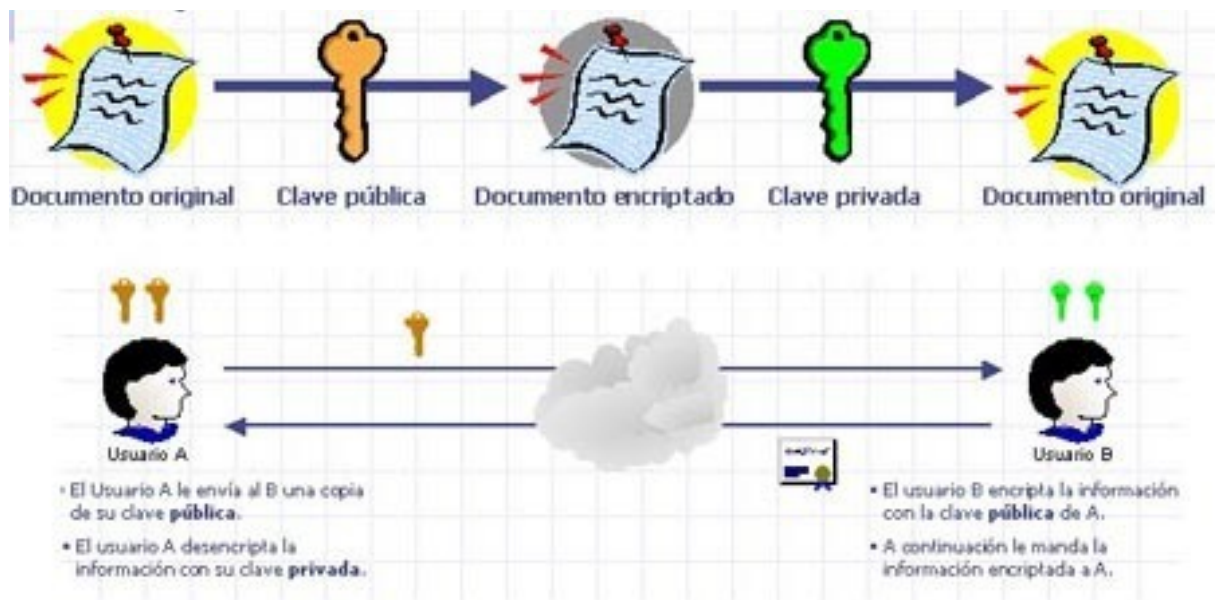 Documento original
Clave pública
Documento encriptado
Clave privada
Documento original
Usuario A
Usuario B
· El Usuario A le envía al B una copia
de su clave pública.
• El usuario A desencripta la
información con su clave privada.
• El usuario B encripta la información
con la clave pública de A.
• A continuación le manda la
información encriptada a A.